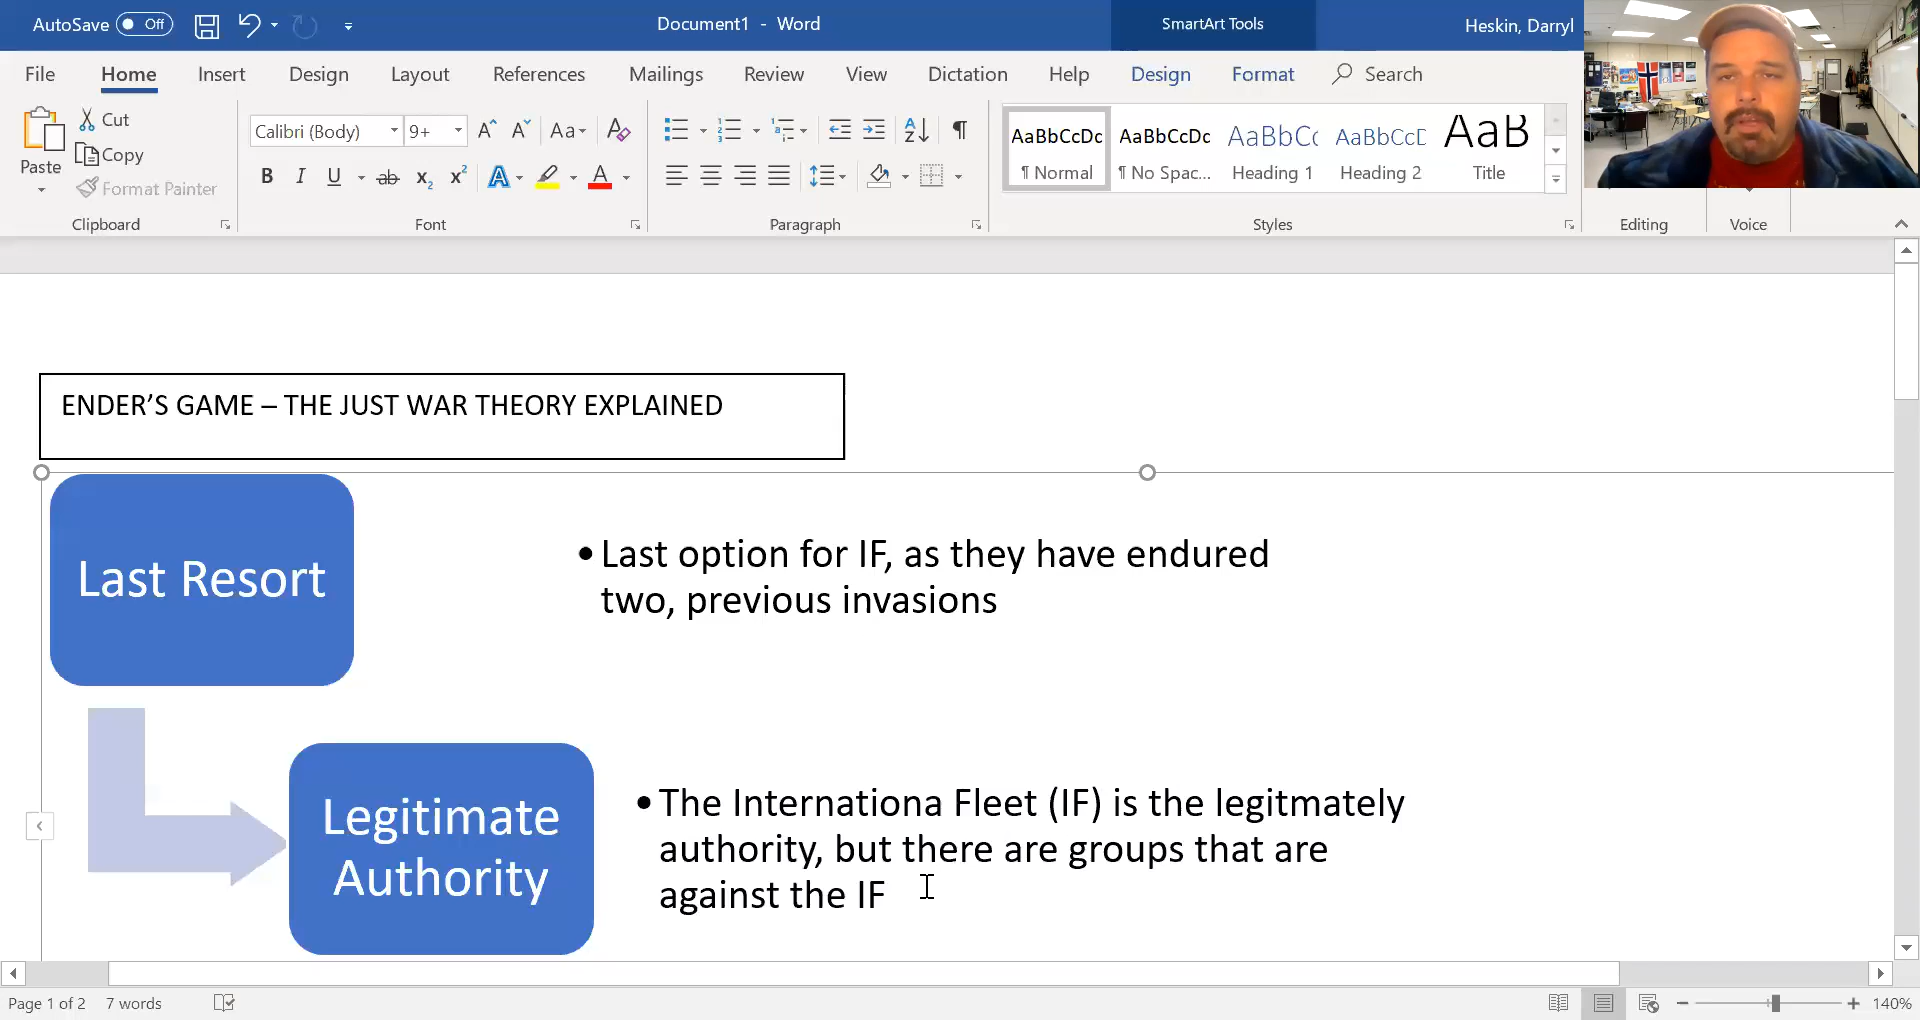 AutoSave Off Document1 - Word SmartArt Tools Heskin, Darryl
File Home Insert Design Layout References Mailings Review View Dictation Help Design Format Search
Paste
Cut
Copy
Format Painter
Calibri (Body) 9+ Aa
B I U ab x₂ x² A A
AaBbCcDc AaBbCcDc AaBbCc AaBbCcD AaB
¶ Normal ¶ No Spac... Heading 1 Heading 2 Title
Clipboard Font Paragraph Styles Editing Voice
ENDER’S GAME – THE JUST WAR THEORY EXPLAINED
Last Resort
•Last option for IF, as they have endured
two, previous invasions
Legitimate
Authority
•The Internationa Fleet (IF) is the legitmately
authority, but there are groups that are
against the IF
Page 1 of 2 7 words 140%